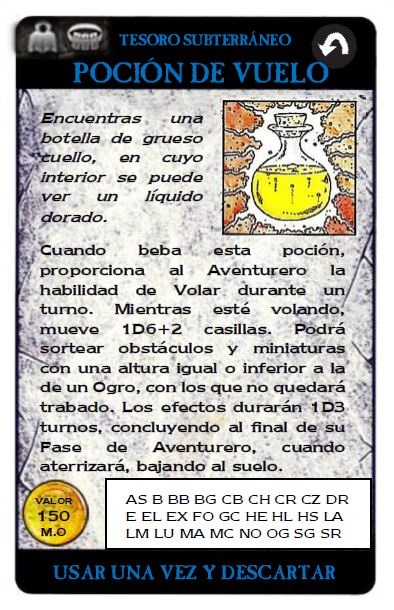 TESORO SUBTERRÁNEO
POCIÓN DE VUELO
Encuentras una
botella de grueso
cuello, en cuyo
interior se puede
ver un líquido
dorado.
Cuando beba esta poción,
proporciona al Aventurero la
habilidad de Volar durante un
turno. Mientras esté volando,
mueve 1D6+2 casillas. Podrá
sortear obstáculos y miniaturas
con una altura igual o inferior a la
de un Ogro, con los que no quedará
trabado. Los efectos durarán 1D3
turnos, concluyendo al final de su
Fase de Aventurero, cuando
aterrizará, bajando al suelo.
VALOR
150
M.O
AS B BB BG CB CH CR CZ DR
E EL EX FO GC HE HL HS LA
LM LU MA MC NO OG SG SR
USAR UNA VEZ Y DESCARTAR